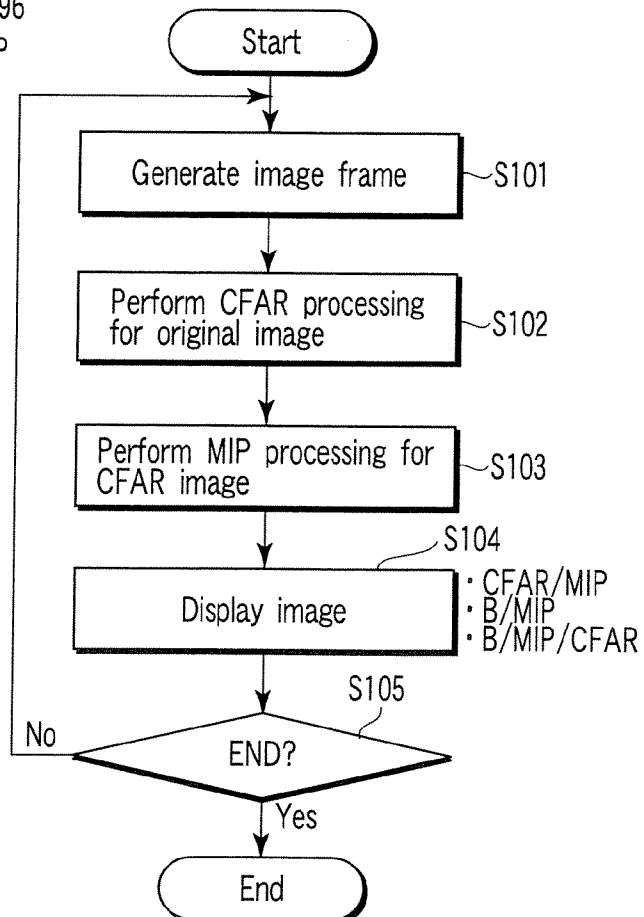 96
Start
Generate image frame
S101
Perform CFAR processing
for original image
S102
Perform MIP processing for
CFAR image
S103
S104
Display image
· CFAR/MIP
· B/MIP
· B/MIP/CFAR
S105
No
END?
Yes
End